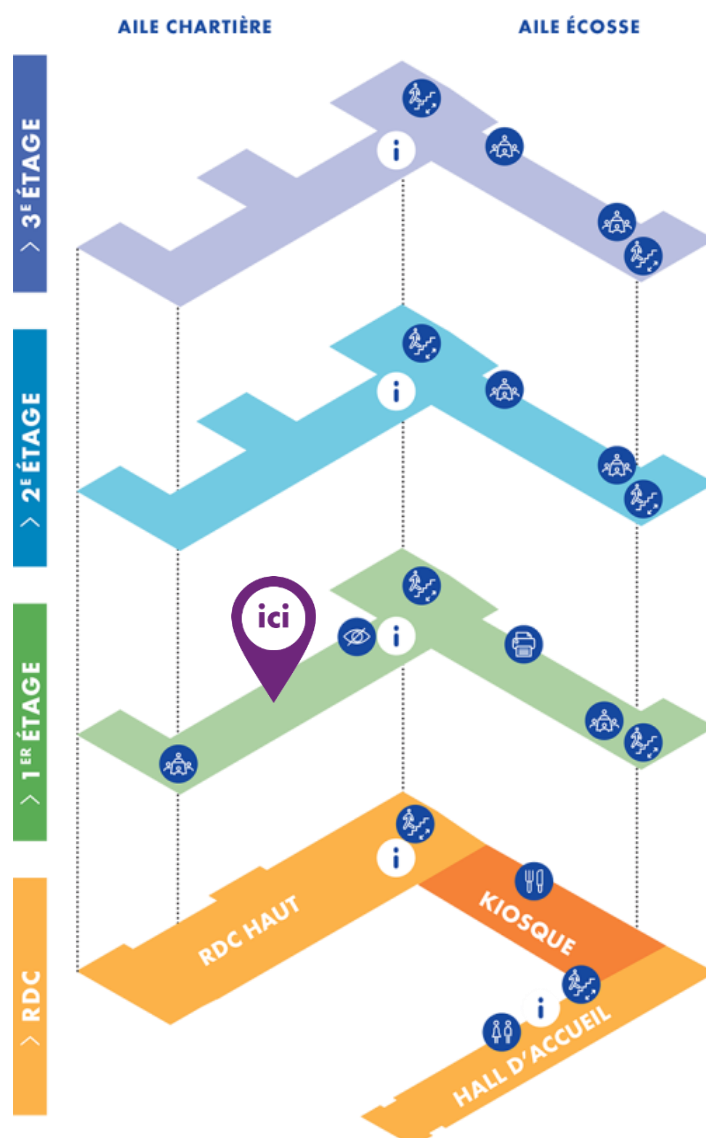 AILE CHARTIÈRE
AILE ÉCOSSE
> 3E ÉTAGE
i
> 2E ÉTAGE
i
> 1ER ÉTAGE
ici
i
> RDC
i
RDC HAUT
KIOSQUE
i
HALL D'ACCUEIL